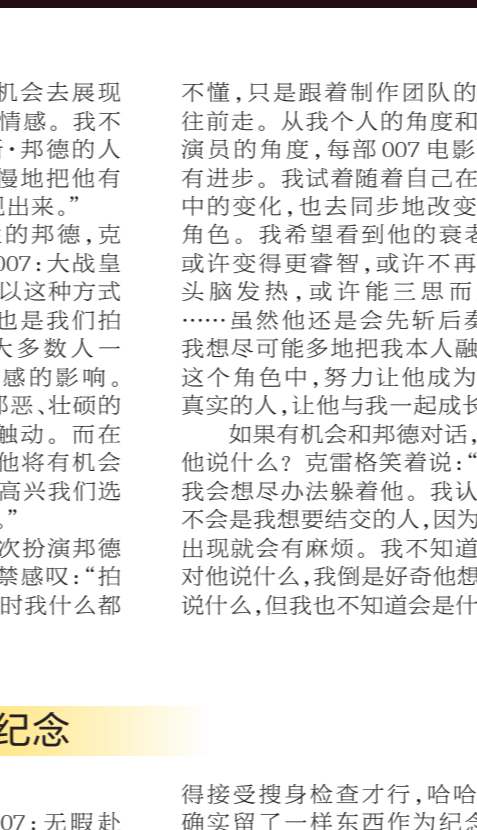 机会去展现
情感。我不
斯·邦德的人
慢地把他有
现出来。”
的邦德,克
007:大战皇
以这种方式
也是我们拍
大多数人一
感的影响。
邪恶、壮硕的
触动。而在
他将有机会
高兴我们选
。”
次扮演邦德
禁感叹:“拍
时我什么都
不懂,只是跟着制作团队的
往前走。从我个人的角度和
演员的角度,每部007电影
有进步。我试着随着自己在
中的变化,也去同步地改变
角色。我希望看到他的衰老
或许变得更睿智,或许不再
头脑发热,或许能三思而
……虽然他还是会先斩后奏
我想尽可能多地把我本人融
这个角色中,努力让他成为
真实的人,让他与我一起成长
如果有机会和邦德对话,
他说什么?克雷格笑着说:“
我会想尽办法躲着他。我认
不会是我想要结交的人,因为
出现就会有麻烦。我不知道
对他说什么,我倒是好奇他想
说什么,但我也不知道会是什
纪念
007:无暇赴
得接受搜身检查才行,哈哈
确实留了一样东西作为纪念